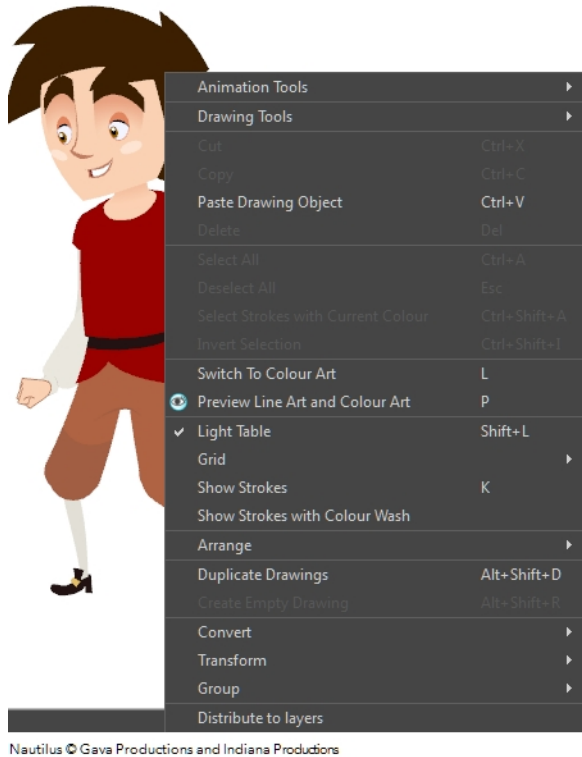 Animation Tools
Drawing Tools
Cut Ctrl+X
Copy Ctrl+C
Paste Drawing Object Ctrl+V
Delete Del
Select All Ctrl+A
Deselect All Esc
Select Strokes with Current Colour Ctrl+Shift+A
Invert Selection Ctrl+Shift+I
Switch To Colour Art L
Preview Line Art and Colour Art P
Light Table Shift+L
Grid
Show Strokes K
Show Strokes with Colour Wash
Arrange
Duplicate Drawings Alt+Shift+D
Create Empty Drawing Alt+Shift+R
Convert
Transform
Group
Distribute to layers
Nautilus © Gava Productions and Indiana Productions